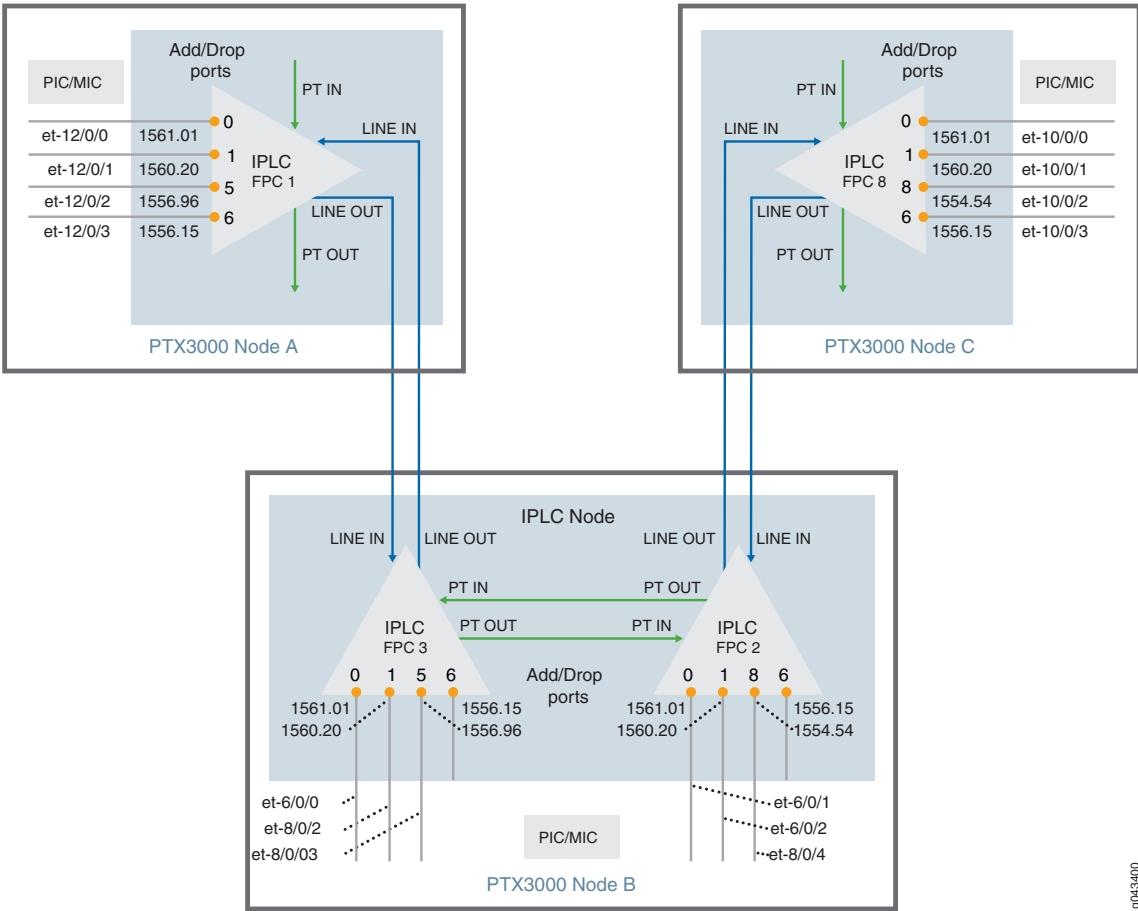 Add/Drop
ports
PIC/MIC
PT IN
LINE IN
0
et-12/0/0
1561.01
1
et-12/0/1
1560.20
IPLC
FPC 1
5
et-12/0/2
1556.96
6
et-12/0/3
1556.15
LINE OUT
PT OUT
PTX3000 Node A
Add/Drop
ports
PIC/MIC
PT IN
LINE IN
0
1561.01
et-10/0/0
1
1560.20
et-10/0/1
IPLC
FPC 8
8
1554.54
et-10/0/2
6
1556.15
et-10/0/3
LINE OUT
PT OUT
PTX3000 Node C
IPLC Node
LINE IN
LINE OUT
LINE OUT
LINE IN
PT IN
PT OUT
PT OUT
PT IN
IPLC
FPC 3
IPLC
FPC 2
Add/Drop
ports
0 1 5 6
0 1 8 6
1561.01
1556.15
1560.20
1556.96
1561.01
1556.15
1560.20
1554.54
et-6/0/0
et-8/0/2
et-8/0/03
et-6/0/1
et-6/0/2
et-8/0/4
PIC/MIC
PTX3000 Node B
g043400